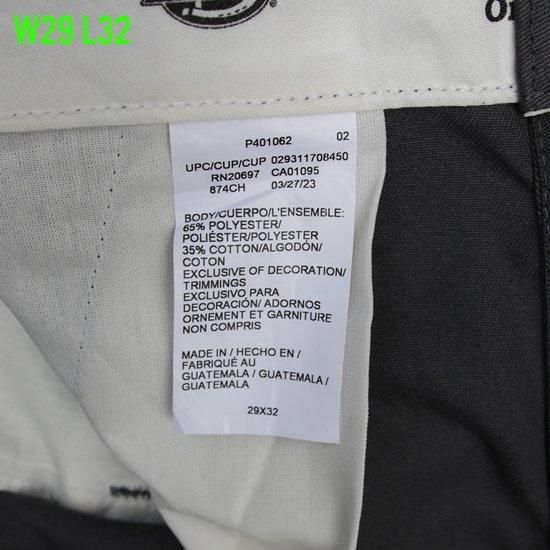 W29 L32
P401062 02
UPC/CUP/CUP 029311708450
RN20697 CA01095
874CH 03/27/23
BODY/CUERPO/L'ENSEMBLE:
65% POLYESTER/
POLIÉSTER/POLYESTER
35% COTTON/ALGODÓN/
COTON
EXCLUSIVE OF DECORATION/
TRIMMINGS
EXCLUSIVO PARA
DECORACIÓN/ ADORNOS
ORNEMENT ET GARNITURE
NON COMPRIS
MADE IN / HECHO EN /
FABRIQUÉ AU
GUATEMALA / GUATEMALA /
GUATEMALA
29X32